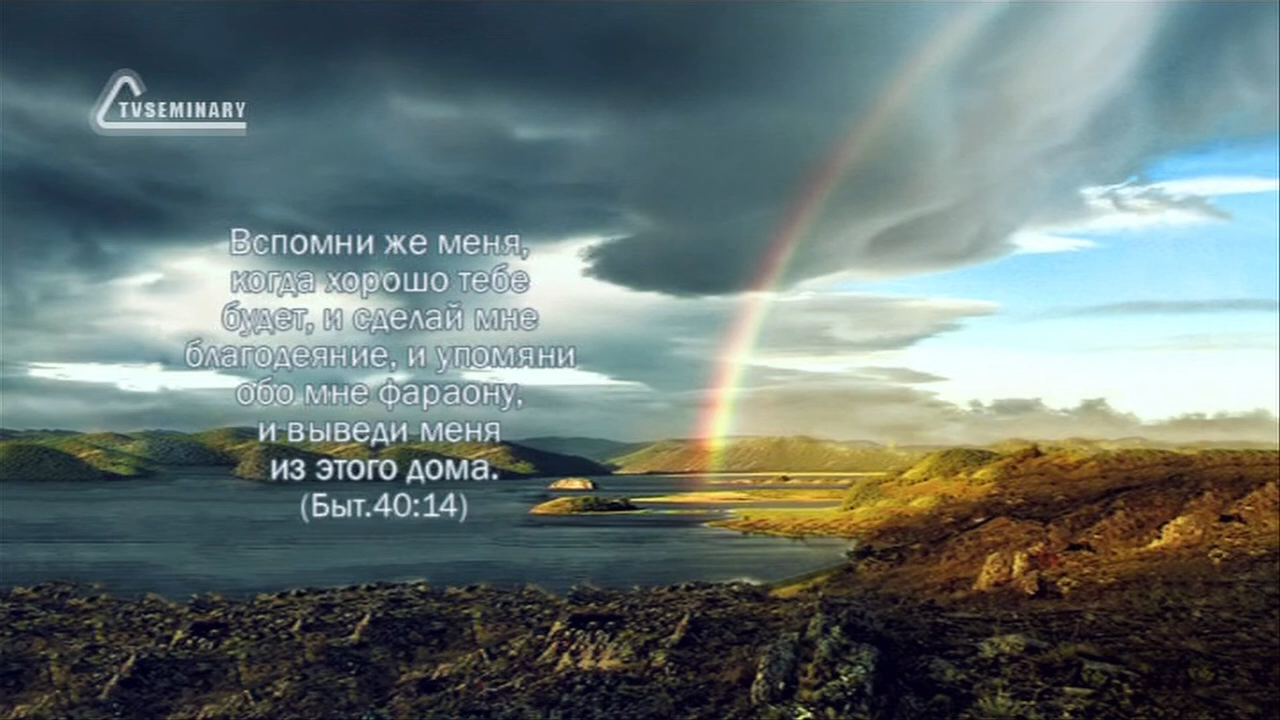 TVSEMINARY
Вспомни же меня,
когда хорошо тебе
будет, и сделай мне
благодеяние, и упомяни
обо мне фараону,
и выведи меня
из этого дома.
(Быт.40:14)